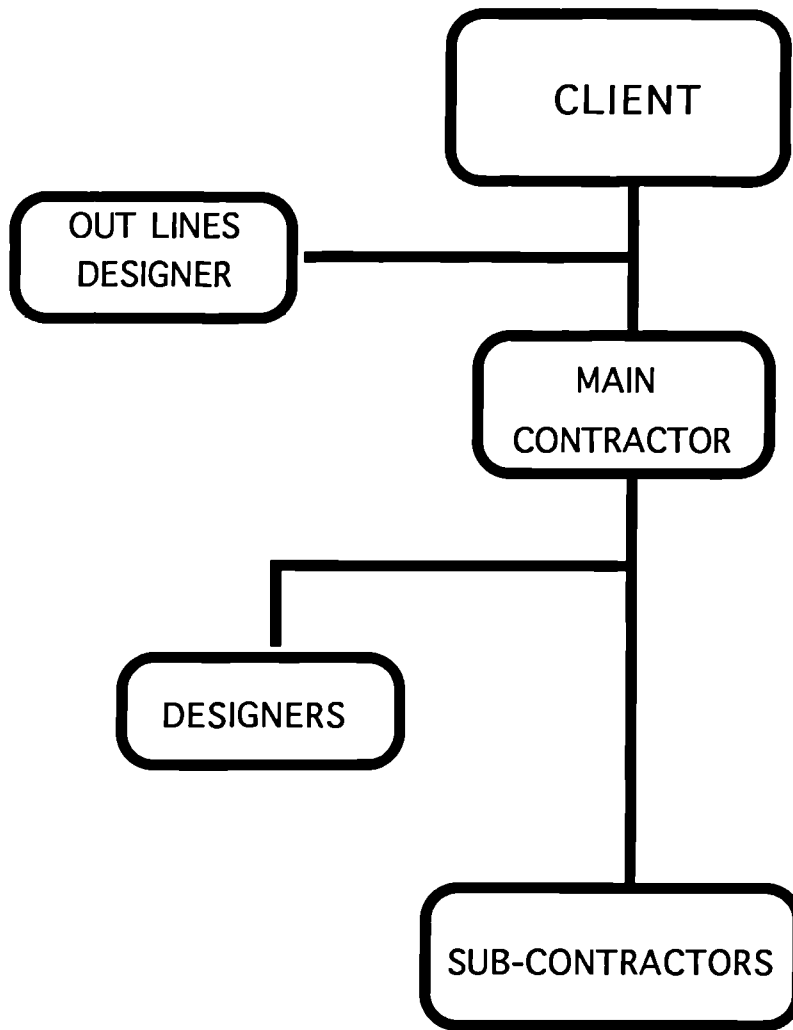 CLIENT
OUT LINES
DESIGNER
MAIN
CONTRACTOR
DESIGNERS
SUB-CONTRACTORS